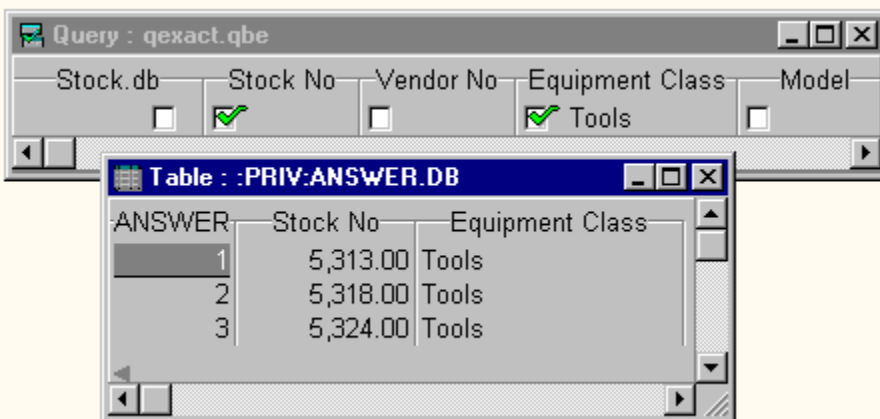 Query : qexact.qbe
Stock.db Stock No Vendor No Equipment Class Model
Tools
Table : :PRIV:ANSWER.DB
ANSWER Stock No Equipment Class
1 5,313.00 Tools
2 5,318.00 Tools
3 5,324.00 Tools